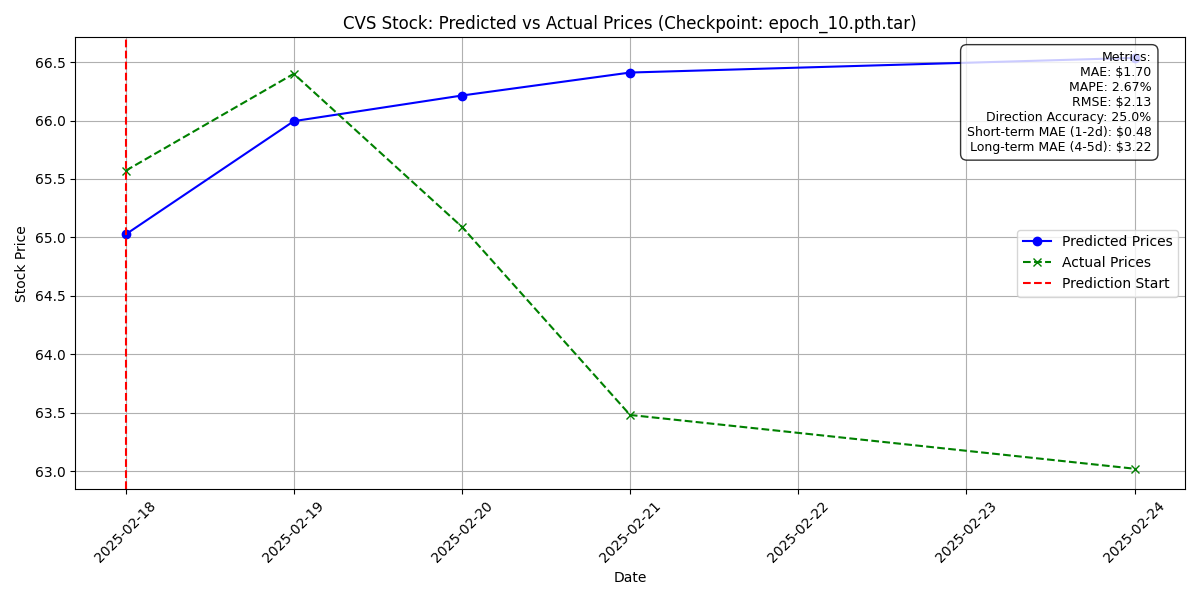 CVS Stock: Predicted vs Actual Prices (Checkpoint: epoch_10.pth.tar)
Metrics:
MAE: $1.70
MAPE: 2.67%
RMSE: $2.13
Direction Accuracy: 25.0%
Short-term MAE (1-2d): $0.48
Long-term MAE (4-5d): $3.22
Predicted Prices
Actual Prices
Prediction Start
Stock Price
66.5
66.0
65.5
65.0
64.5
64.0
63.5
63.0
2025-02-18
2025-02-19
2025-02-20
2025-02-21
2025-02-22
2025-02-23
2025-02-24
Date